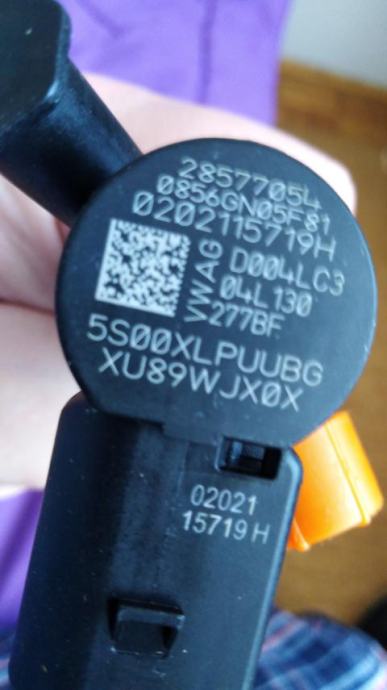 28577054
0856GN05F81
0202115719H
VWAG
D004LC3
04L130
277BF
5S00XLPUUBG
XU89WJX0X
02021
15719 H